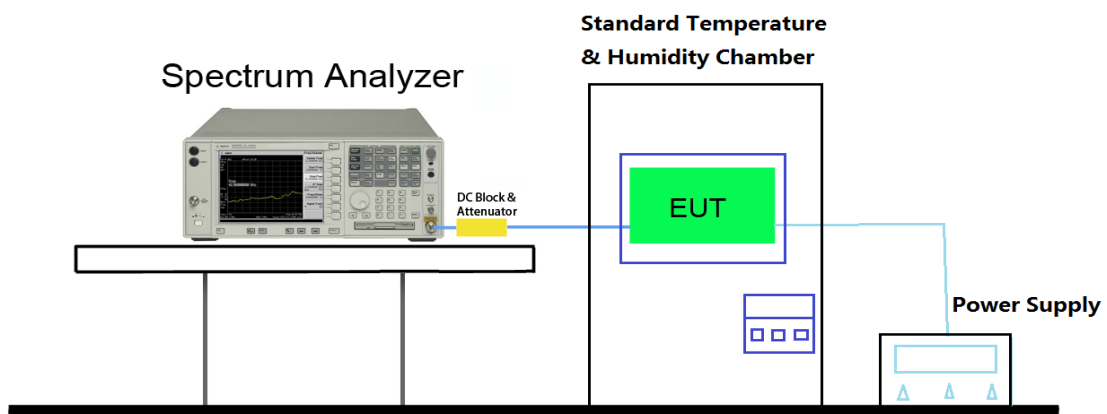 Standard Temperature
& Humidity Chamber
Spectrum Analyzer
DC Block &
Attenuator
EUT
Power Supply